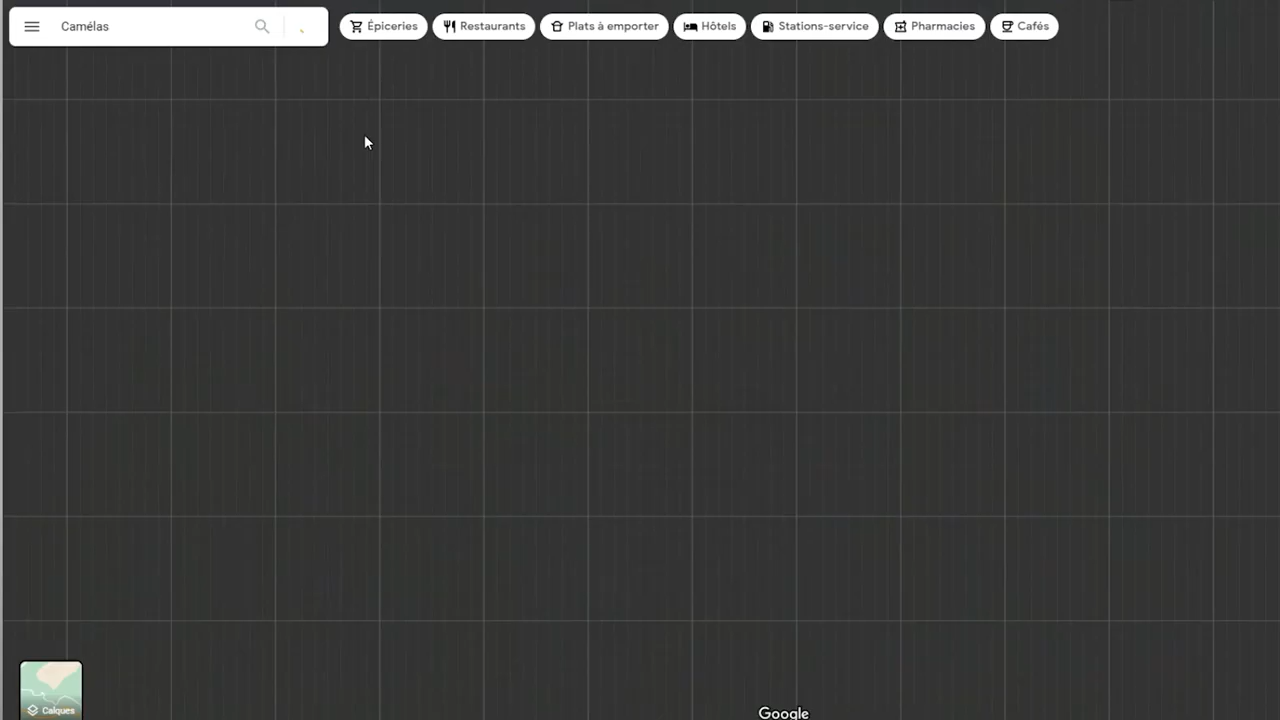 Camélas
Épiceries
Restaurants
Plats à emporter
Hôtels
Stations-service
Pharmacies
Cafés
Calques
Google